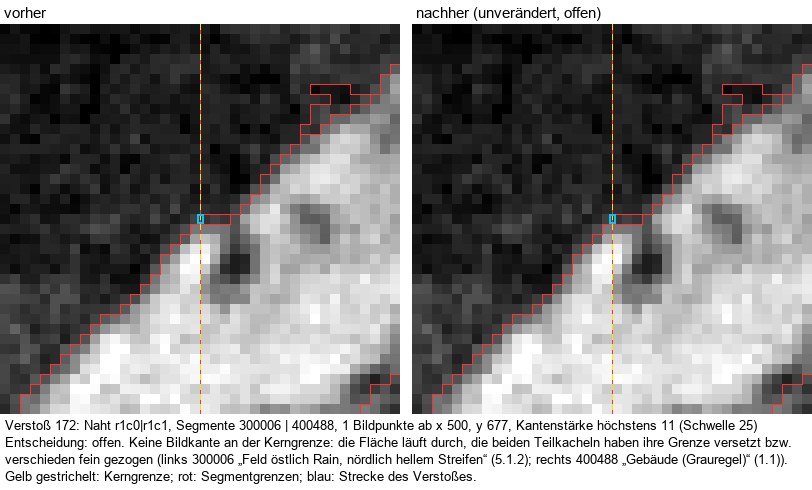 vorher
nachher (unverändert, offen)
Verstoß 172: Naht r1c0|r1c1, Segmente 300006 | 400488, 1 Bildpunkte ab x 500, y 677, Kantenstärke höchstens 11 (Schwelle 25)
Entscheidung: offen. Keine Bildkante an der Kerngrenze: die Fläche läuft durch, die beiden Teilkacheln haben ihre Grenze versetzt bzw.
verschieden fein gezogen (links 300006 „Feld östlich Rain, nördlich hellem Streifen“ (5.1.2); rechts 400488 „Gebäude (Grauregel)“ (1.1)).
Gelb gestrichelt: Kerngrenze; rot: Segmentgrenzen; blau: Strecke des Verstoßes.